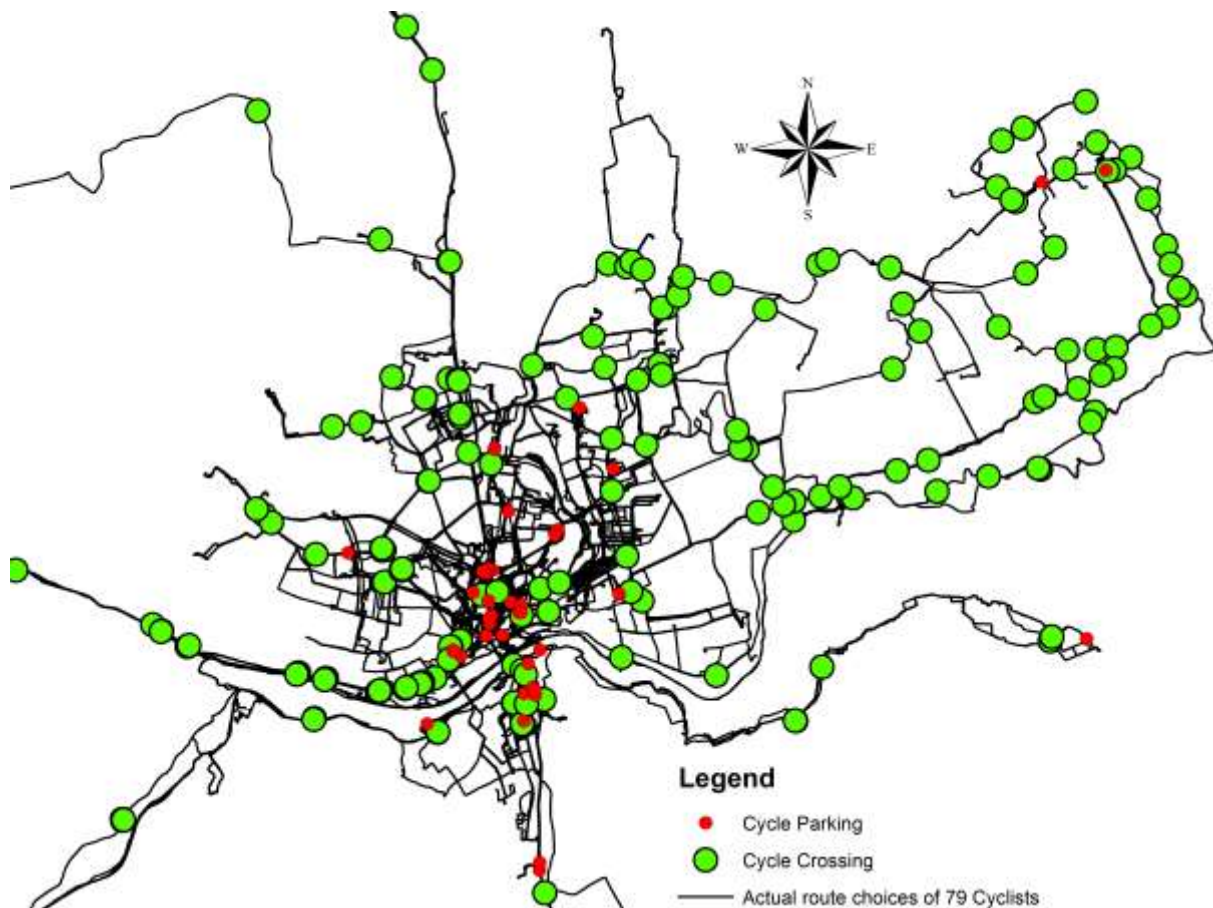 N
W E
S
Legend
Cycle Parking
Cycle Crossing
Actual route choices of 79 Cyclists